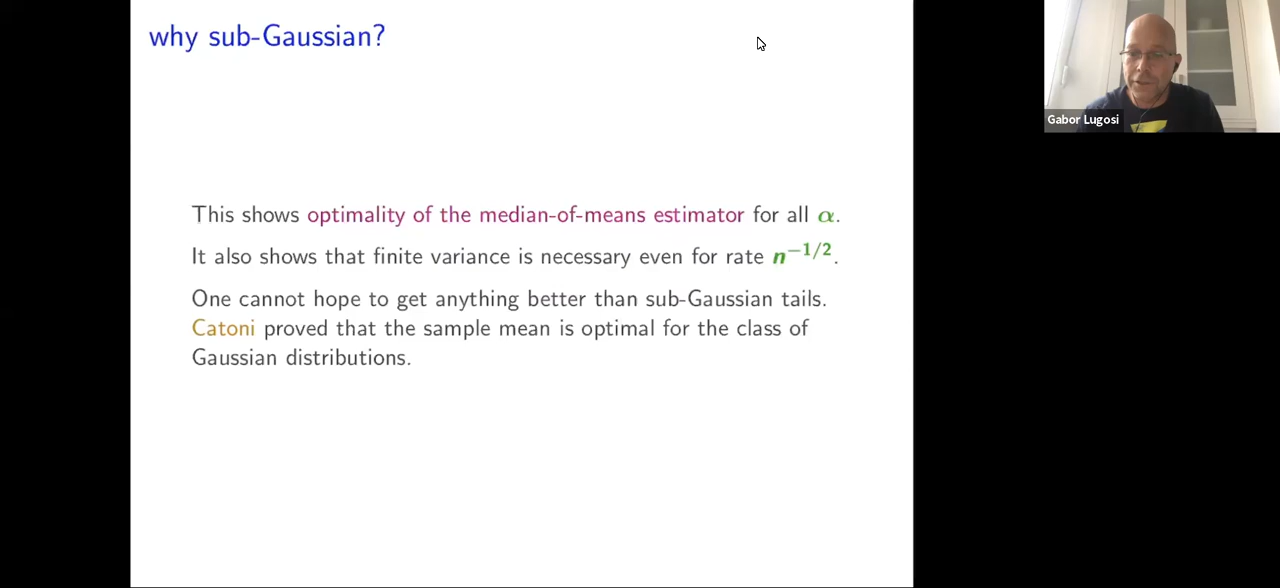 why sub-Gaussian?
Gabor Lugosi
This shows optimality of the median-of-means estimator for all α.
It also shows that finite variance is necessary even for rate n^{−1/2}.
One cannot hope to get anything better than sub-Gaussian tails.
Catoni proved that the sample mean is optimal for the class of
Gaussian distributions.